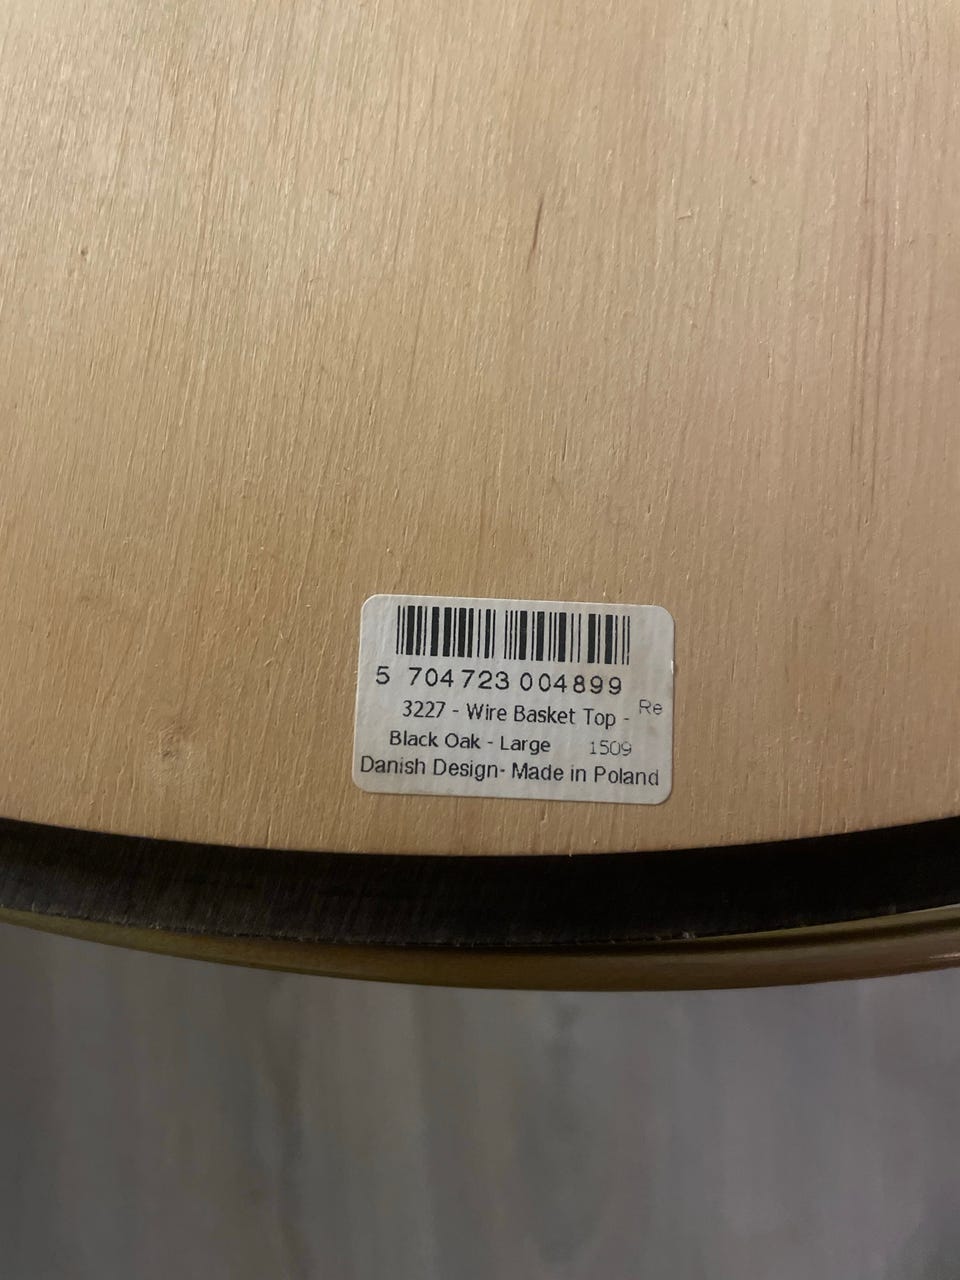 5 704723 004899
3227 - Wire Basket Top - Re
Black Oak - Large 1509
Danish Design- Made in Poland